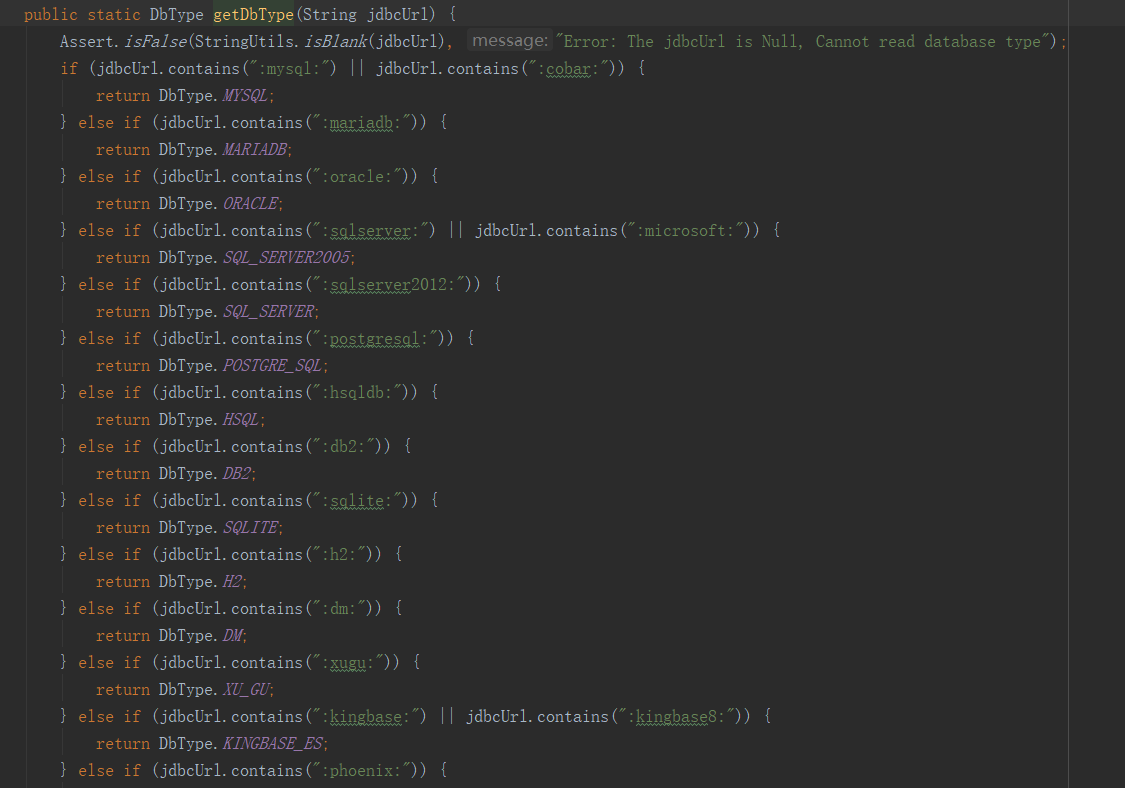 public static DbType getDbType(String jdbcUrl) {
Assert.isFalse(StringUtils.isBlank(jdbcUrl), message: "Error: The jdbcUrl is Null, Cannot read database type");
if (jdbcUrl.contains(":mysql:") || jdbcUrl.contains(":cobar:")) {
return DbType.MYSQL;
} else if (jdbcUrl.contains(":mariadb:")) {
return DbType.MARIADB;
} else if (jdbcUrl.contains(":oracle:")) {
return DbType.ORACLE;
} else if (jdbcUrl.contains(":sqlserver:") || jdbcUrl.contains(":microsoft:")) {
return DbType.SQL_SERVER2005;
} else if (jdbcUrl.contains(":sqlserver2012:")) {
return DbType.SQL_SERVER;
} else if (jdbcUrl.contains(":postgresql:")) {
return DbType.POSTGRE_SQL;
} else if (jdbcUrl.contains(":hsqldb:")) {
return DbType.HSQL;
} else if (jdbcUrl.contains(":db2:")) {
return DbType.DB2;
} else if (jdbcUrl.contains(":sqlite:")) {
return DbType.SQLITE;
} else if (jdbcUrl.contains(":h2:")) {
return DbType.H2;
} else if (jdbcUrl.contains(":dm:")) {
return DbType.DM;
} else if (jdbcUrl.contains(":xugu:")) {
return DbType.XU_GU;
} else if (jdbcUrl.contains(":kingbase:") || jdbcUrl.contains(":kingbase8:")) {
return DbType.KINGBASE_ES;
} else if (jdbcUrl.contains(":phoenix:")) {